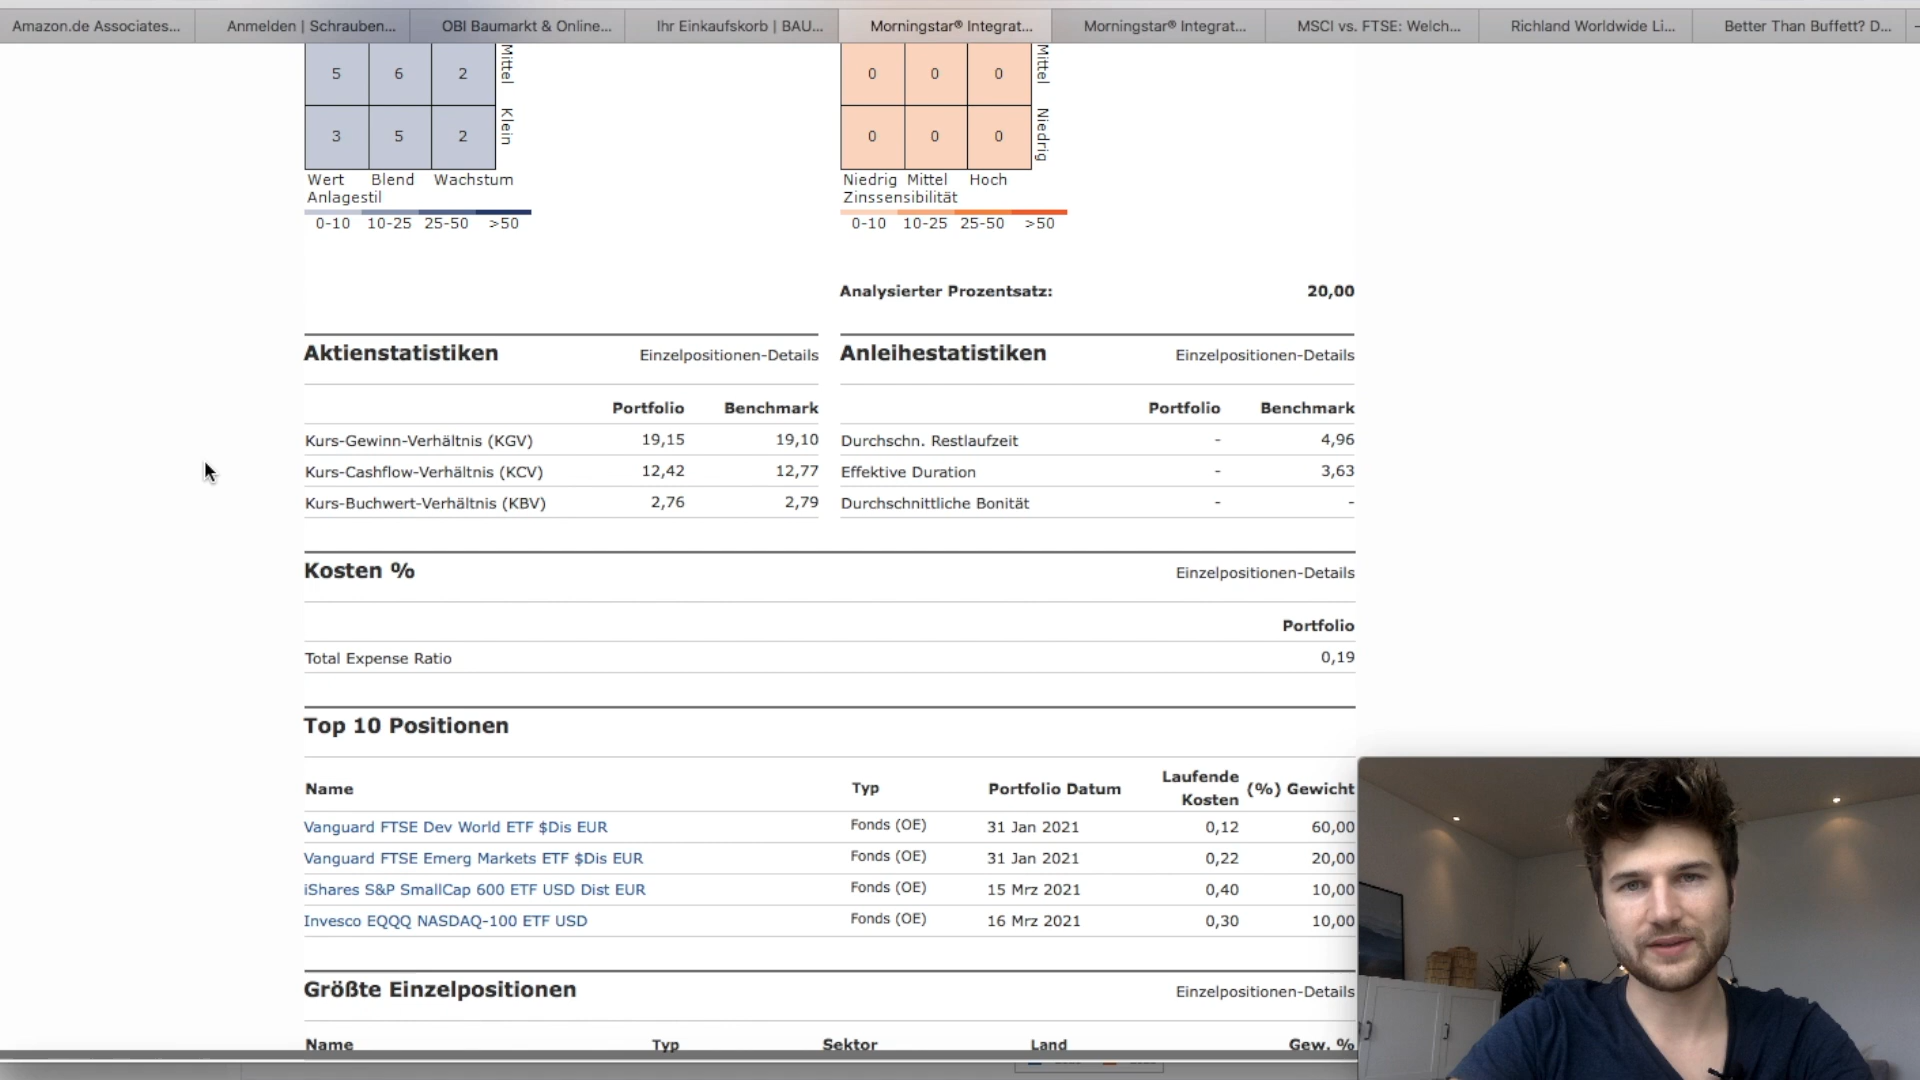 Amazon.de Associates... Anmelden | Schrauben... OBI Baumarkt & Online... Ihr Einkaufskorb | BAU... Morningstar® Integrat... Morningstar® Integrat... MSCI vs. FTSE: Welch... Richland Worldwide Li... Better Than Buffett? D...
5 6 2 Mittel
3 5 2 Klein
Wert Blend Wachstum
Anlagestil
0-10 10-25 25-50 >50
0 0 0 Mittel
0 0 0 Niedrig
Niedrig Mittel Hoch
Zinssensibilität
0-10 10-25 25-50 >50
Analysierter Prozentsatz: 20,00
Aktienstatistiken Einzelpositionen-Details
Portfolio Benchmark
Kurs-Gewinn-Verhältnis (KGV) 19,15 19,10
Kurs-Cashflow-Verhältnis (KCV) 12,42 12,77
Kurs-Buchwert-Verhältnis (KBV) 2,76 2,79
Anleihestatistiken Einzelpositionen-Details
Portfolio Benchmark
Durchschn. Restlaufzeit - 4,96
Effektive Duration - 3,63
Durchschnittliche Bonität - -
Kosten % Einzelpositionen-Details
Portfolio
Total Expense Ratio 0,19
Top 10 Positionen
Name Typ Portfolio Datum Laufende Kosten (%) Gewicht
Vanguard FTSE Dev World ETF $Dis EUR Fonds (OE) 31 Jan 2021 0,12 60,00
Vanguard FTSE Emerg Markets ETF $Dis EUR Fonds (OE) 31 Jan 2021 0,22 20,00
iShares S&P SmallCap 600 ETF USD Dist EUR Fonds (OE) 15 Mrz 2021 0,40 10,00
Invesco EQQQ NASDAQ-100 ETF USD Fonds (OE) 16 Mrz 2021 0,30 10,00
Größte Einzelpositionen Einzelpositionen-Details
Name Typ Sektor Land Gew. %